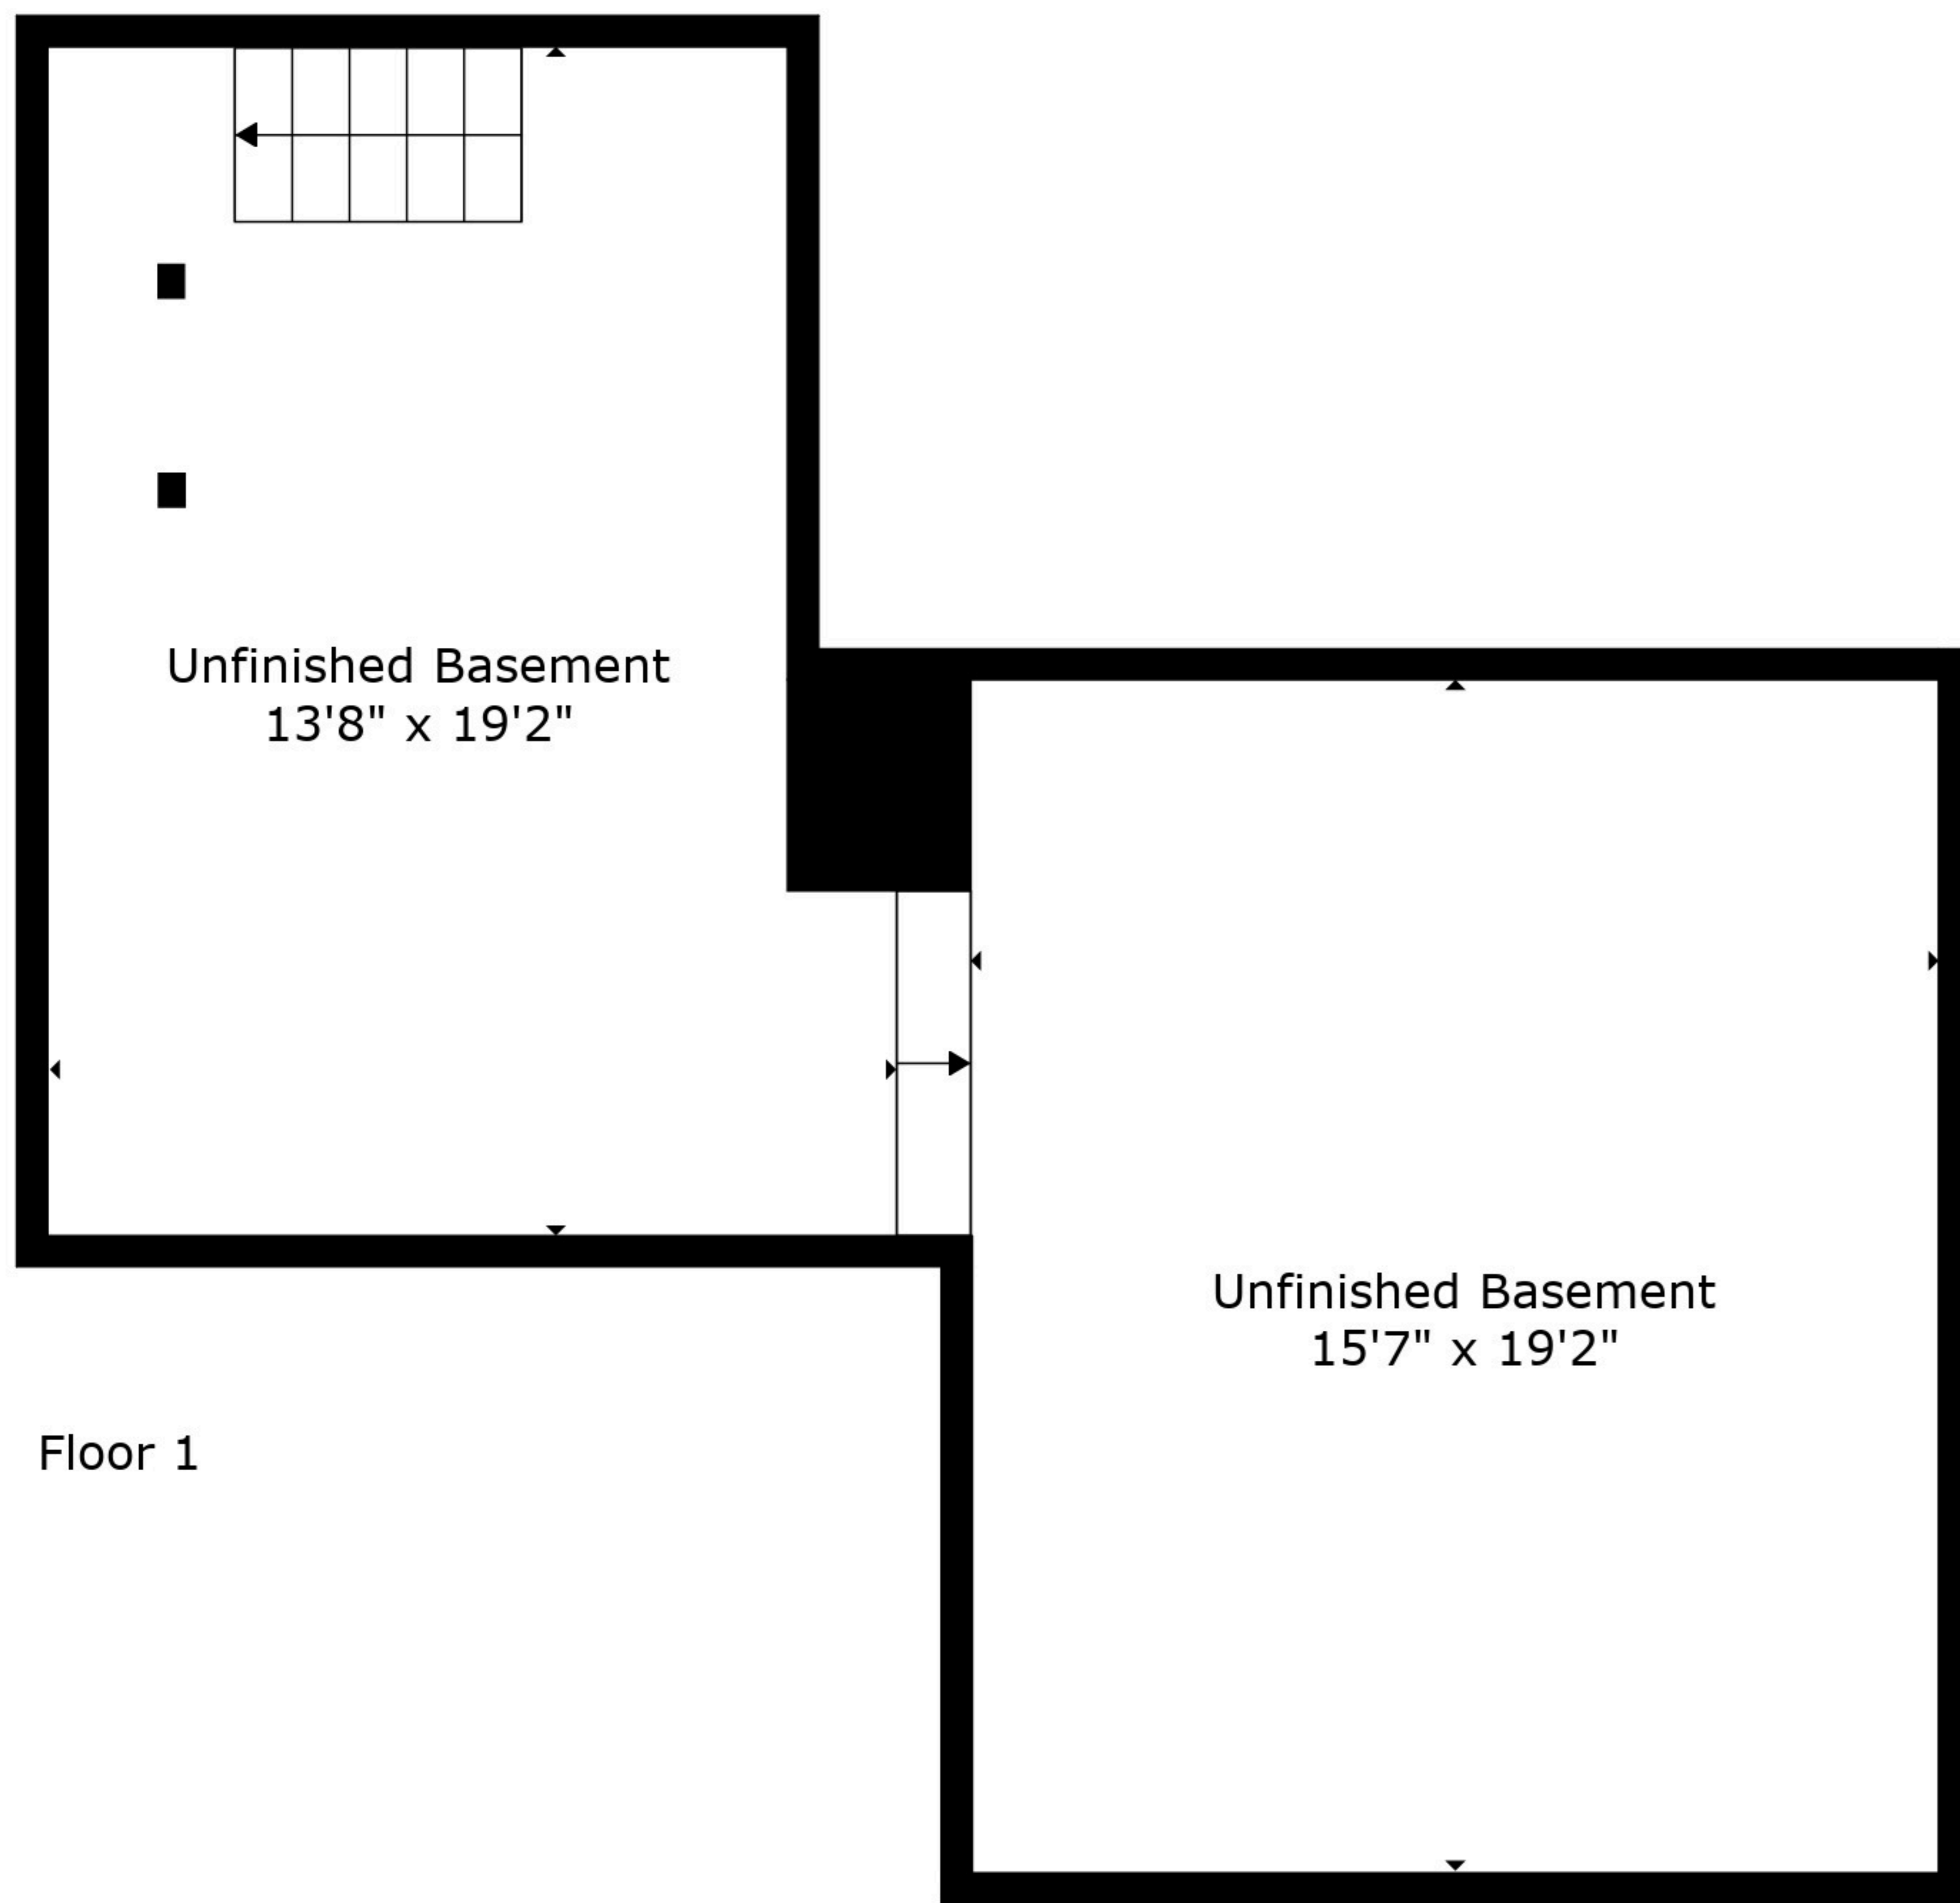 Unfinished Basement
13'8" x 19'2"
Unfinished Basement
15'7" x 19'2"
Floor 1